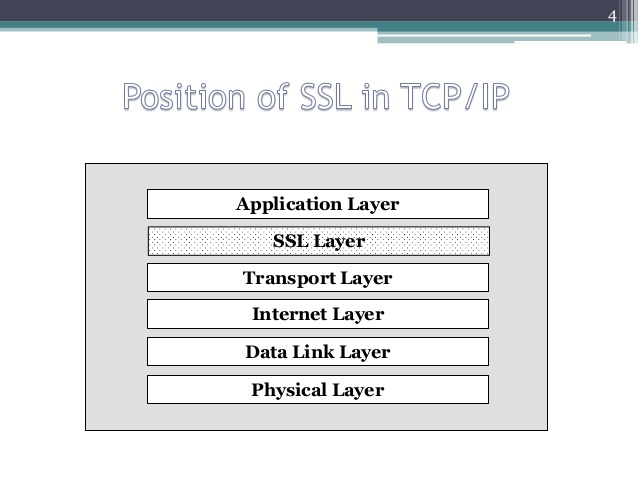 4
Position of SSL in TCP/IP
Application Layer
SSL Layer
Transport Layer
Internet Layer
Data Link Layer
Physical Layer